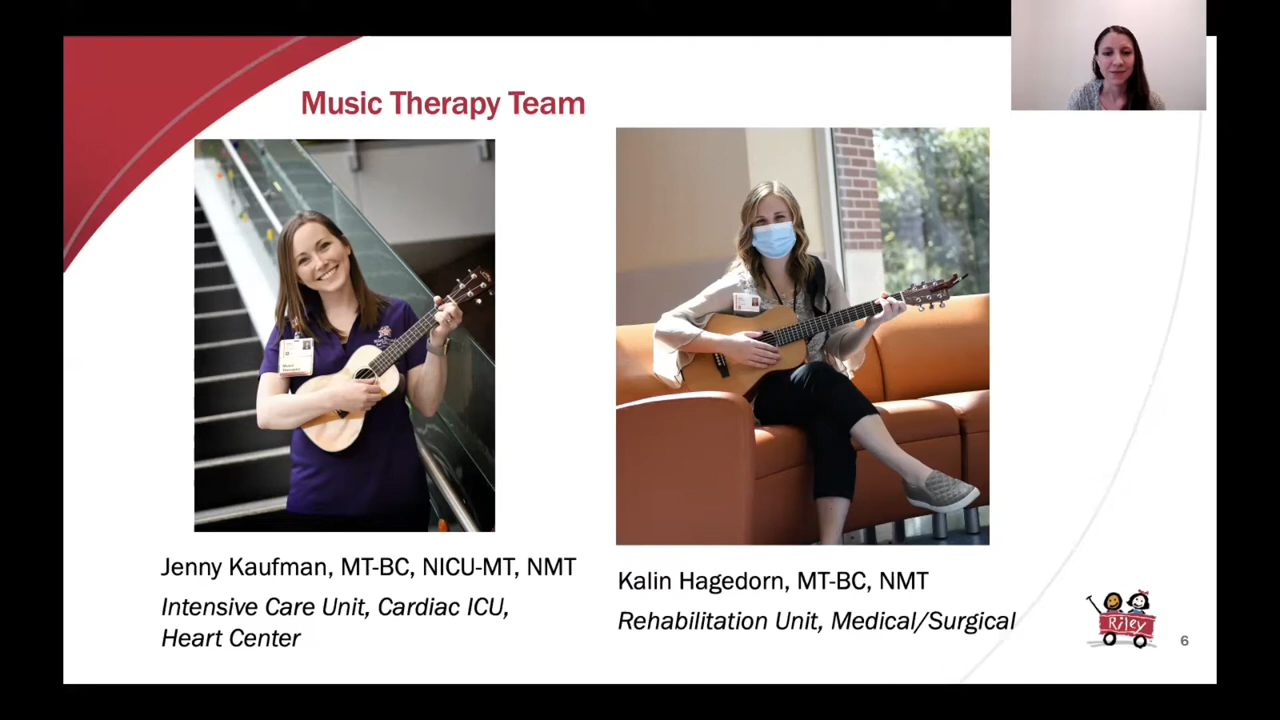 Music Therapy Team
Jenny Kaufman, MT-BC, NICU-MT, NMT
Intensive Care Unit, Cardiac ICU,
Heart Center
Kalin Hagedorn, MT-BC, NMT
Rehabilitation Unit, Medical/Surgical
Riley
6